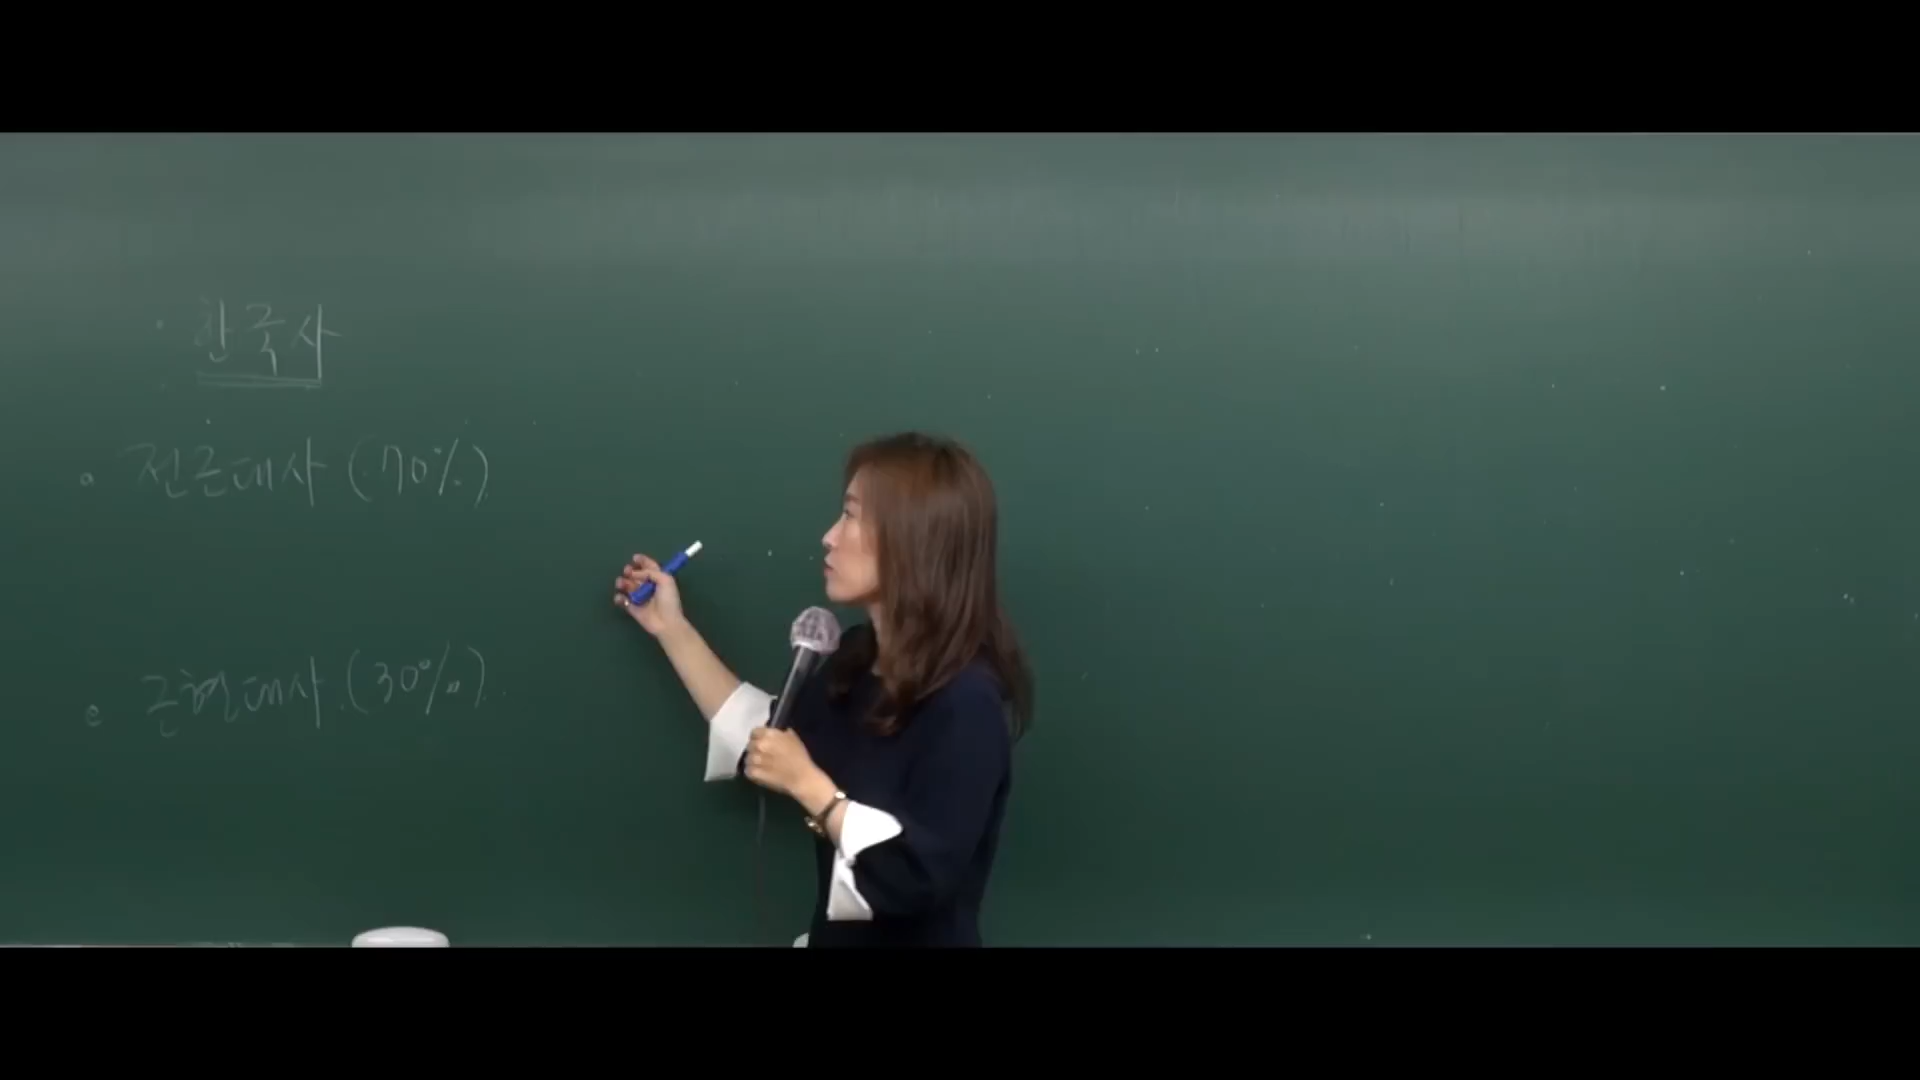 · 한국사
∘ 전근대사 (70%)
∘ 근현대사 (30%)